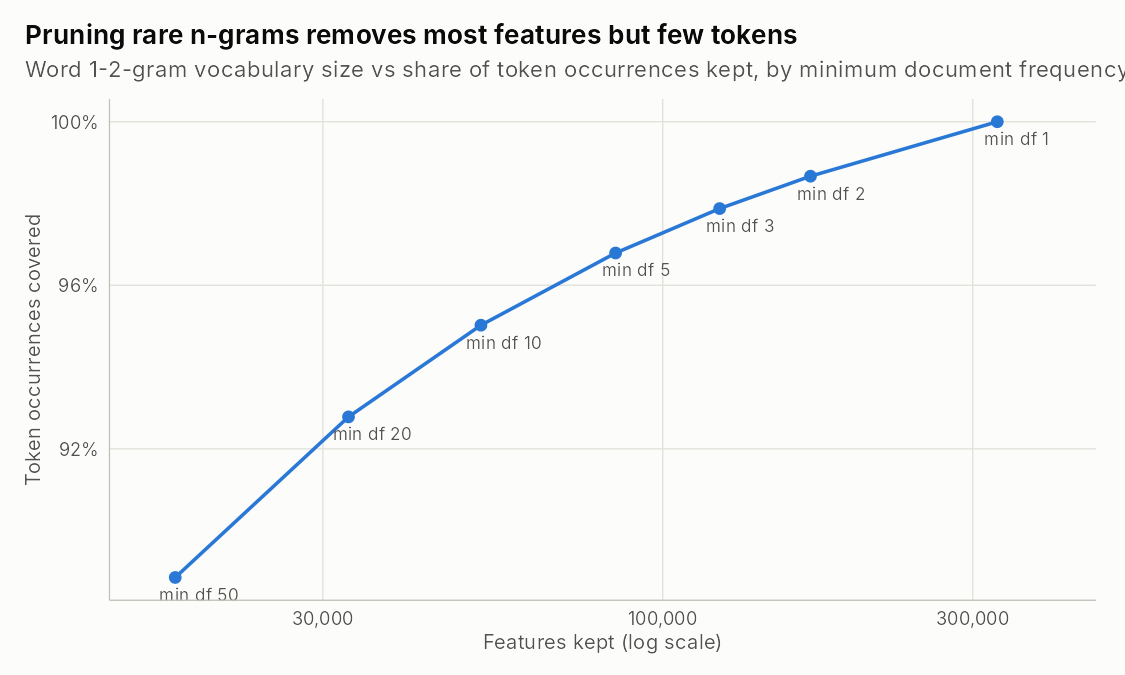 Pruning rare n-grams removes most features but few tokens
Word 1-2-gram vocabulary size vs share of token occurrences kept, by minimum document frequency
Token occurrences covered
100%
96%
92%
min df 1
min df 2
min df 3
min df 5
min df 10
min df 20
min df 50
30,000
100,000
300,000
Features kept (log scale)